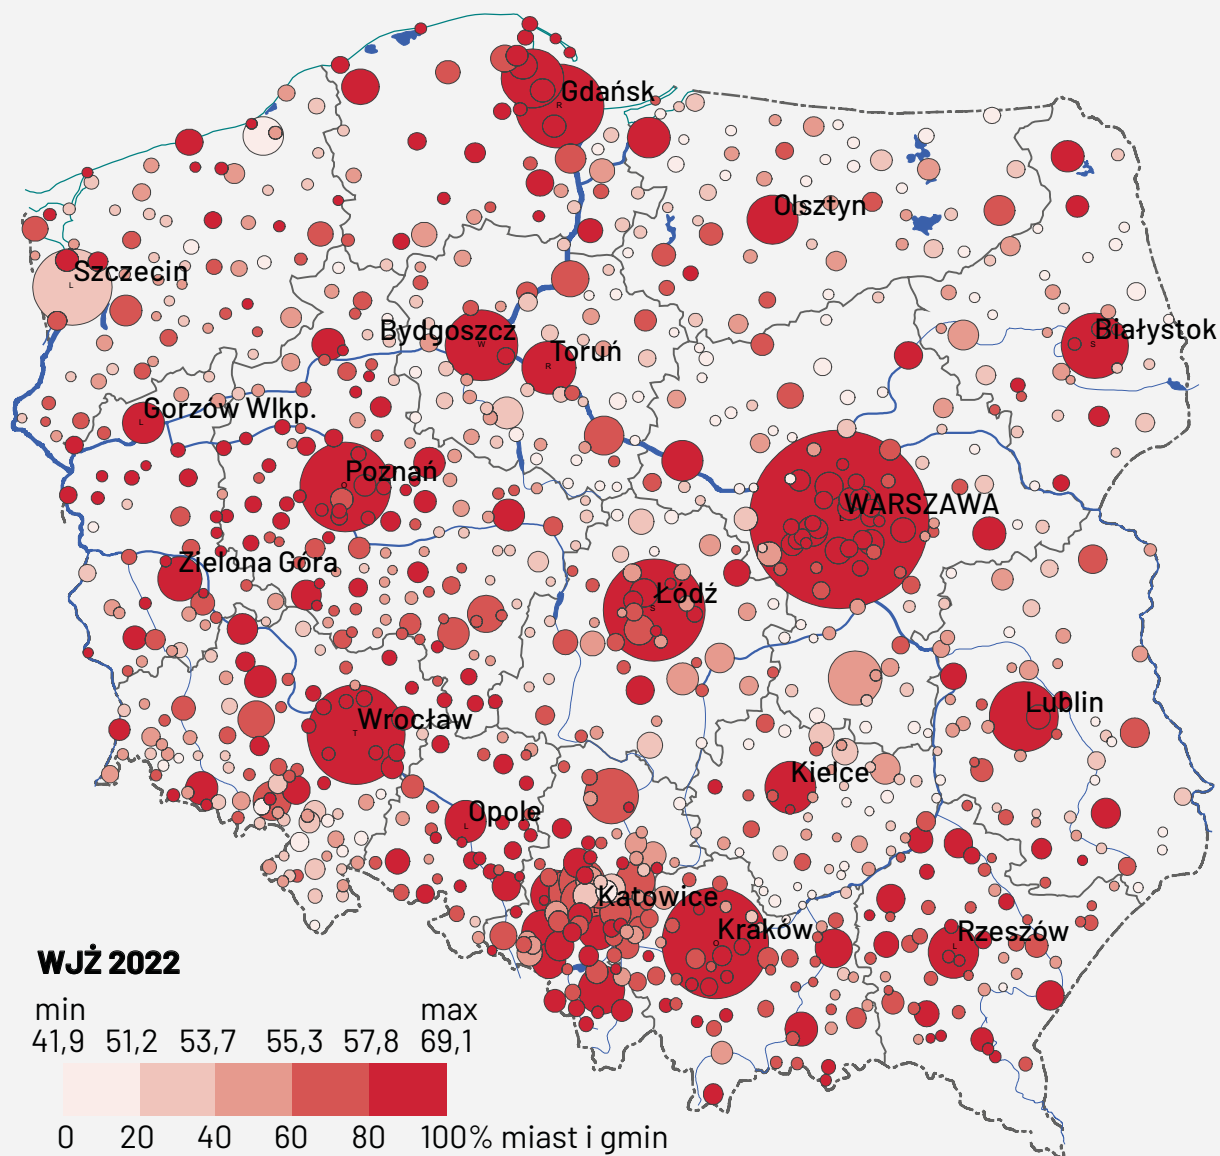 Gdańsk
Olsztyn
Szczecin
Bydgoszcz
Toruń
Białystok
Gorzów Wlkp.
Poznań
WARSZAWA
Zielona Góra
Łódź
Wrocław
Lublin
Kielce
Opole
Katowice
Kraków
Rzeszów
WJŻ 2022
min max
41,9 51,2 53,7 55,3 57,8 69,1
0 20 40 60 80 100% miast i gmin